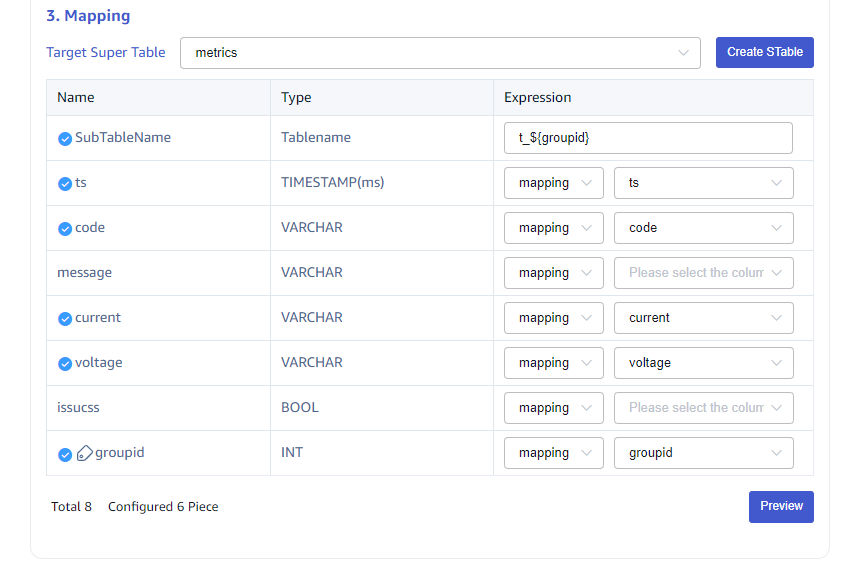 3. Mapping
Target Super Table metrics Create STable
Name Type Expression
SubTableName Tablename t_${groupid}
ts TIMESTAMP(ms) mapping ts
code VARCHAR mapping code
message VARCHAR mapping Please select the colum
current VARCHAR mapping current
voltage VARCHAR mapping voltage
issucss BOOL mapping Please select the colum
groupid INT mapping groupid
Total 8 Configured 6 Piece Preview